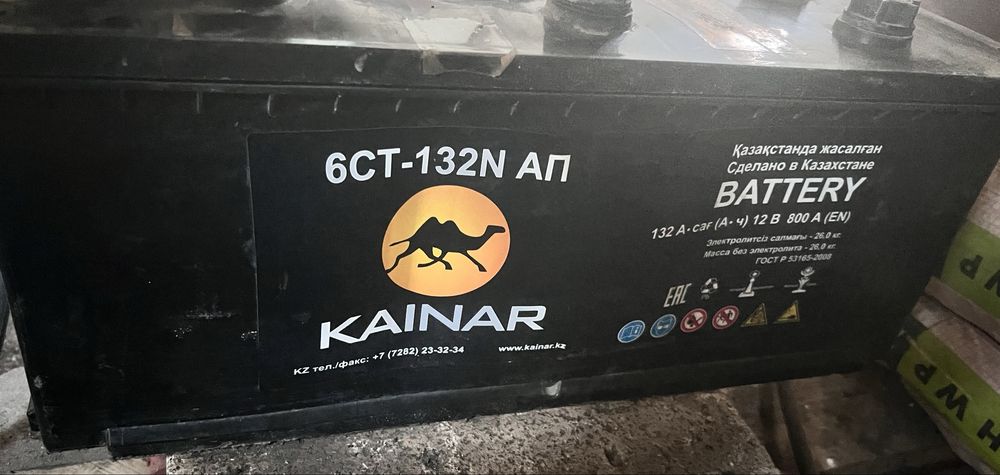 6СТ-132N АП
KAINAR
KZ тел./факс: +7 (7282) 23-32-34
www.kainar.kz
Қазақстанда жасалған
Сделано в Казахстане
BATTERY
132 А•сағ (А•ч) 12 В 800 А (EN)
Электролитсіз салмағы - 26,0 кг.
Масса без электролита - 26,0 кг.
ГОСТ Р 53165-2008
EAC